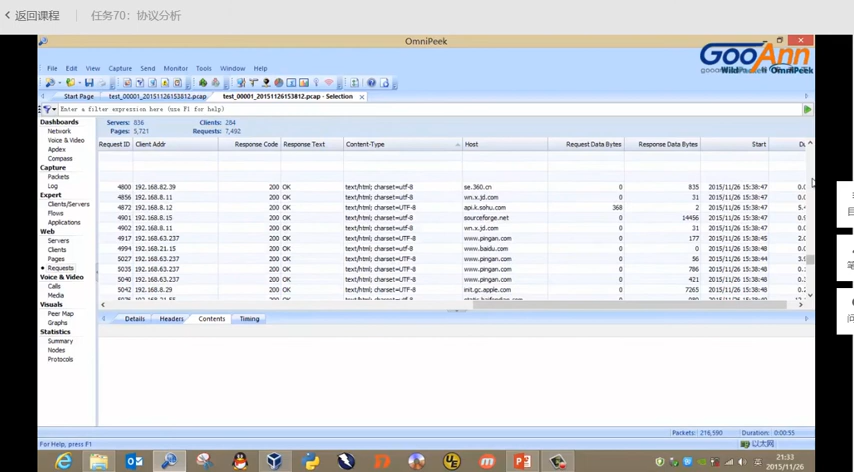 返回课程 任务70：协议分析
OmniPeek
GooAnn
WildPackets OmniPeek
File Edit View Capture Send Monitor Tools Window Help
Start Page test_00001_20151126153812.pcap test_00001_20151126153812.pcap - Selection
Enter a filter expression here (use F1 for help)
Dashboards
Network
Voice & Video
Apdex
Compass
Capture
Packets
Log
Expert
Clients/Servers
Flows
Applications
Web
Servers
Clients
Pages
Requests
Voice & Video
Calls
Media
Visuals
Peer Map
Graphs
Statistics
Summary
Nodes
Protocols
Servers: 836 Clients: 284
Pages: 5,721 Requests: 7,492
Request ID Client Addr Response Code Response Text Content-Type Host Request Data Bytes Response Data Bytes Start
4800 192.168.82.39 200 OK text/html; charset=utf-8 se.360.cn 0 835 2015/11/26 15:38:47
4856 192.168.8.11 200 OK text/html; charset=utf-8 wn.x.jd.com 0 31 2015/11/26 15:38:47
4872 192.168.8.12 200 OK text/html; charset=UTF-8 api.k.sohu.com 368 2 2015/11/26 15:38:47
4901 192.168.8.15 200 OK text/html; charset=utf-8 sourceforge.net 0 14456 2015/11/26 15:38:47
4902 192.168.8.11 200 OK text/html; charset=utf-8 wn.x.jd.com 0 31 2015/11/26 15:38:47
4917 192.168.63.237 200 OK text/html; charset=UTF-8 www.pingan.com 0 177 2015/11/26 15:38:45
4994 192.168.21.15 200 OK text/html; charset=utf-8 www.baidu.com 0 0 2015/11/26 15:38:48
5027 192.168.63.237 200 OK text/html; charset=UTF-8 www.pingan.com 0 56 2015/11/26 15:38:44
5035 192.168.63.237 200 OK text/html; charset=UTF-8 www.pingan.com 0 786 2015/11/26 15:38:48
5040 192.168.63.237 200 OK text/html; charset=UTF-8 www.pingan.com 0 421 2015/11/26 15:38:48
5042 192.168.8.29 200 OK text/html; charset=UTF-8 init.gc.apple.com 0 7265 2015/11/26 15:38:48
Details Headers Contents Timing
Packets: 216,590 Duration: 0:00:55
For Help, press F1
以太网
21:33
2015/11/26